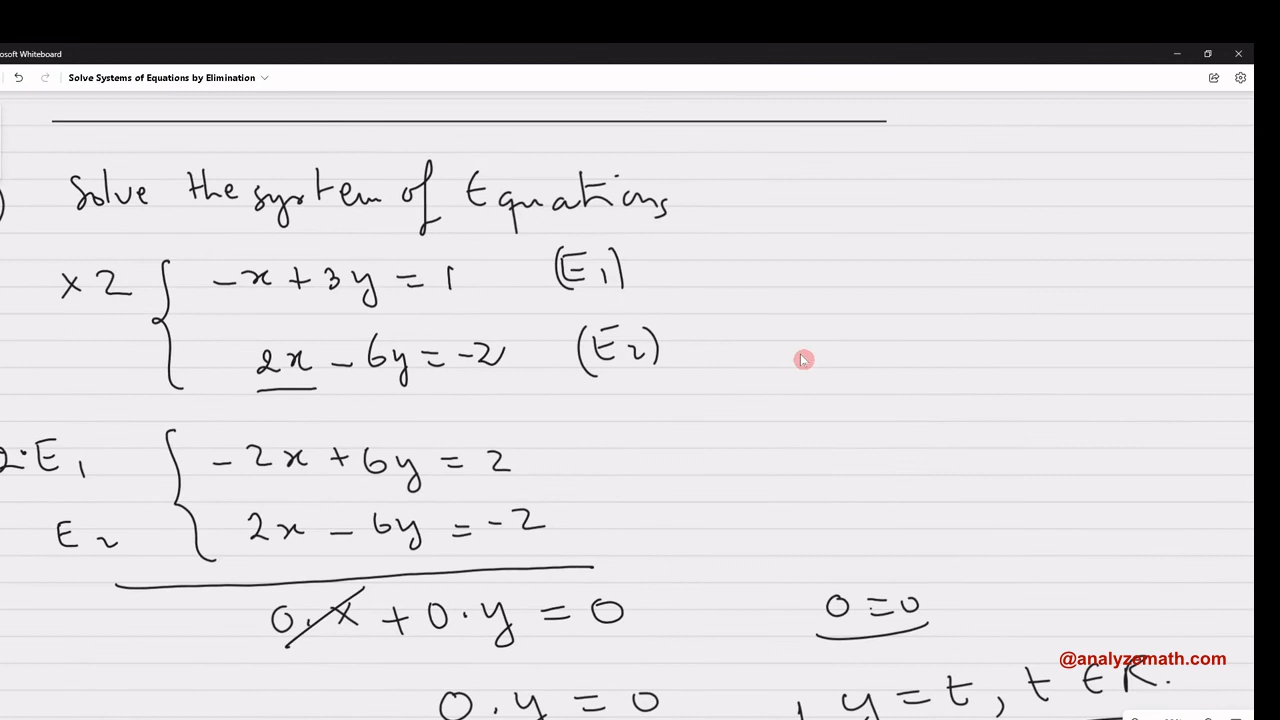 osoft Whiteboard
Solve Systems of Equations by Elimination
) Solve the system of Equations
× 2 { -x + 3y = 1 (E1)
2x - 6y = -2 (E2)
2·E1 { -2x + 6y = 2
E2 2x - 6y = -2
0·x + 0·y = 0
0 = 0
@analyzemath.com
0·y = 0 , y = t, t ∈ R.